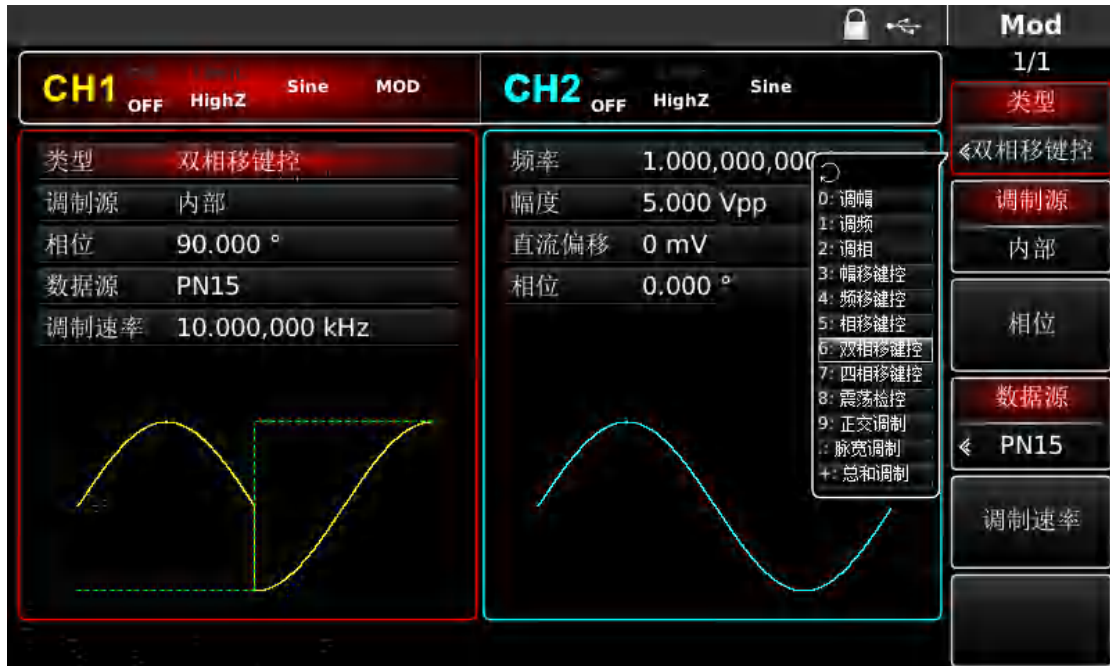 Mod
1/1
CH1 OFF HighZ Sine MOD
CH2 OFF HighZ Sine
类型 双相移键控
调制源 内部
相位 90.000 °
数据源 PN15
调制速率 10.000,000 kHz
频率 1.000,000,000
幅度 5.000 Vpp
直流偏移 0 mV
相位 0.000 °
0: 调幅
1: 调频
2: 调相
3: 幅移键控
4: 频移键控
5: 相移键控
6: 双相移键控
7: 四相移键控
8: 震荡检控
9: 正交调制
.: 脉宽调制
+: 总和调制
类型
双相移键控
调制源
内部
相位
数据源
PN15
调制速率